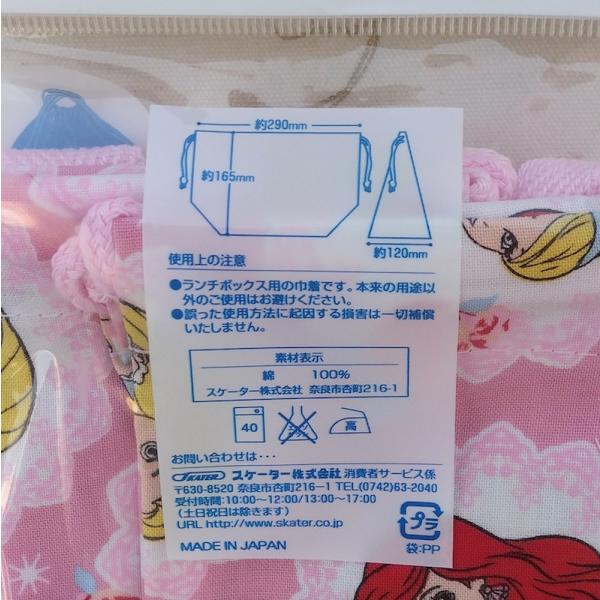 約290mm
約165mm
約120mm
使用上の注意
●ランチボックス用の巾着です。本来の用途以
外のご使用はお避けください。
●誤った使用方法に起因する損害は一切補償
いたしません。
素材表示
綿 100%
スケーター株式会社 奈良市杏町216-1
40
高
お問い合わせは・・・
SKATER スケーター株式会社 消費者サービス係
〒630-8520 奈良市杏町216-1 TEL(0742)63-2040
受付時間:10:00~12:00/13:00~17:00
(土日祝日は除きます)
URL http://www.skater.co.jp
MADE IN JAPAN
プラ
袋:PP